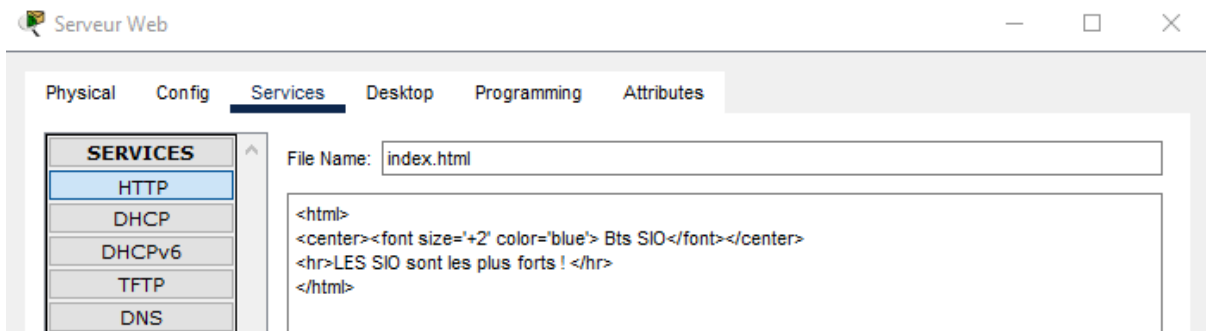 Serveur Web
Physical Config Services Desktop Programming Attributes
SERVICES
HTTP
DHCP
DHCPv6
TFTP
DNS
File Name: index.html
<html>
<center><font size='+2' color='blue'> Bts SIO</font></center>
<hr>LES SIO sont les plus forts ! </hr>
</html>